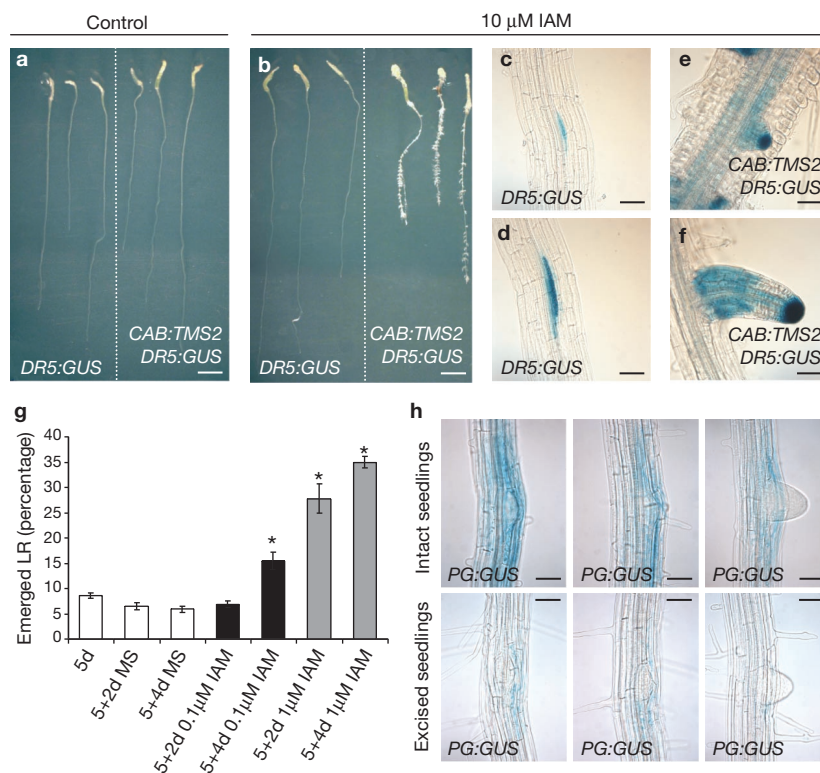 Control
10 µM IAM
a
b
c
d
e
f
DR5:GUS
CAB:TMS2
DR5:GUS
DR5:GUS
CAB:TMS2
DR5:GUS
DR5:GUS
DR5:GUS
CAB:TMS2
DR5:GUS
CAB:TMS2
DR5:GUS
g
Emerged LR (percentage)
40
35
30
25
20
15
10
5
0
*
*
*
5d
5+2d MS
5+4d MS
5+2d 0.1µM IAM
5+4d 0.1µM IAM
5+2d 1µM IAM
5+4d 1µM IAM
h
Intact seedlings
PG:GUS
PG:GUS
PG:GUS
Excised seedlings
PG:GUS
PG:GUS
PG:GUS